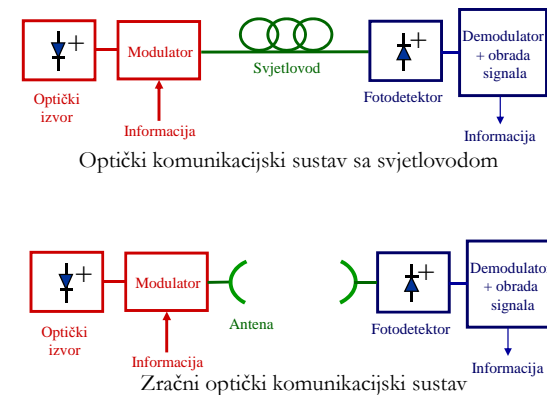 Demodulator
+ obrada
signala
+
Modulator
+
Svjetlovod
Optički
izvor
Fotodetektor
Informacija
Informacija
Optički komunikacijski sustav sa svjetlovodom
+
Modulator
+
Demodulator
+ obrada
signala
Antena
Optički
izvor
Fotodetektor
Informacija
Informacija
Zračni optički komunikacijski sustav